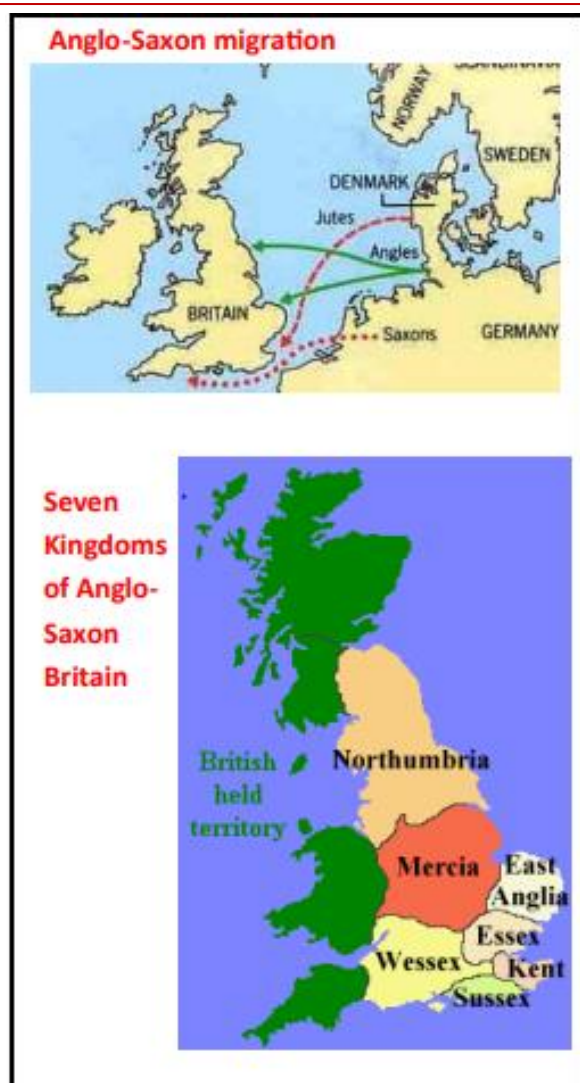 Anglo-Saxon migration
SCANDINAVIA
NORWAY
SWEDEN
DENMARK
Jutes
Angles
BRITAIN
Saxons
GERMANY
Seven
Kingdoms
of Anglo-
Saxon
Britain
Northumbria
British
held
territory
Mercia
East
Anglia
Essex
Wessex
Kent
Sussex